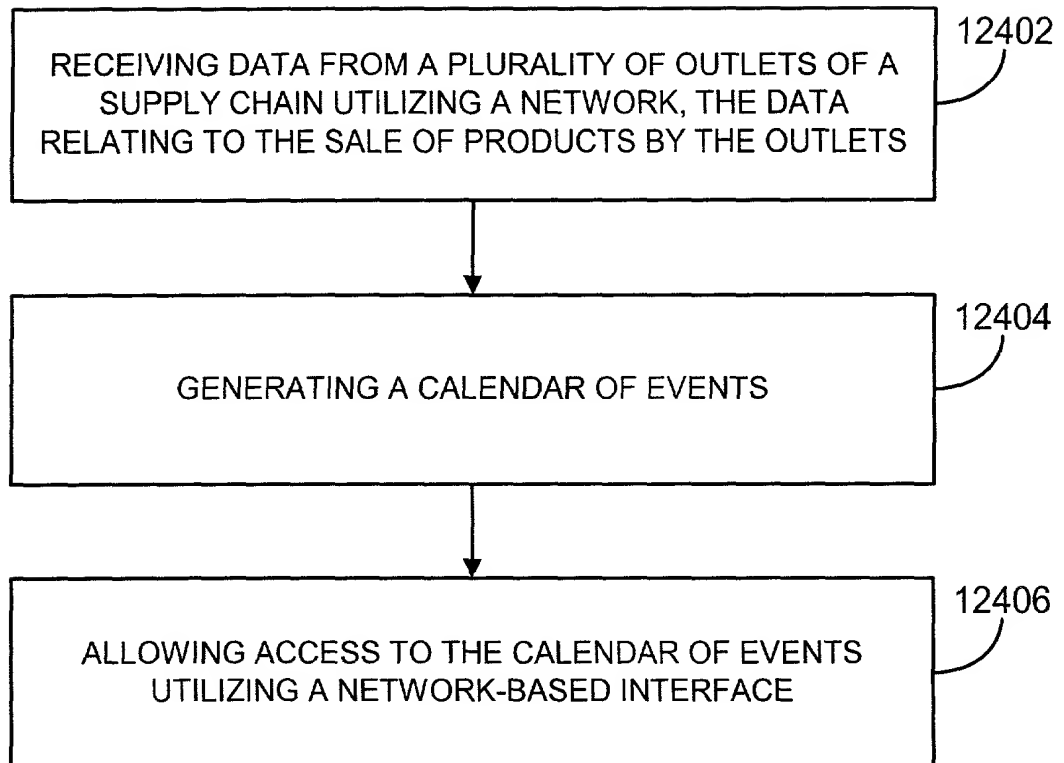 12402
RECEIVING DATA FROM A PLURALITY OF OUTLETS OF A
SUPPLY CHAIN UTILIZING A NETWORK, THE DATA
RELATING TO THE SALE OF PRODUCTS BY THE OUTLETS
12404
GENERATING A CALENDAR OF EVENTS
12406
ALLOWING ACCESS TO THE CALENDAR OF EVENTS
UTILIZING A NETWORK-BASED INTERFACE